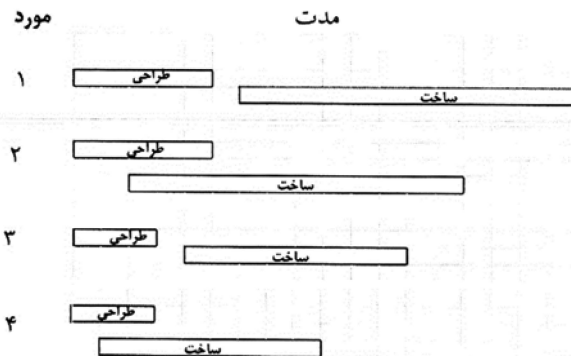 مورد مدت
۱ طراحی
ساخت
۲ طراحی
ساخت
۳ طراحی
ساخت
۴ طراحی
ساخت